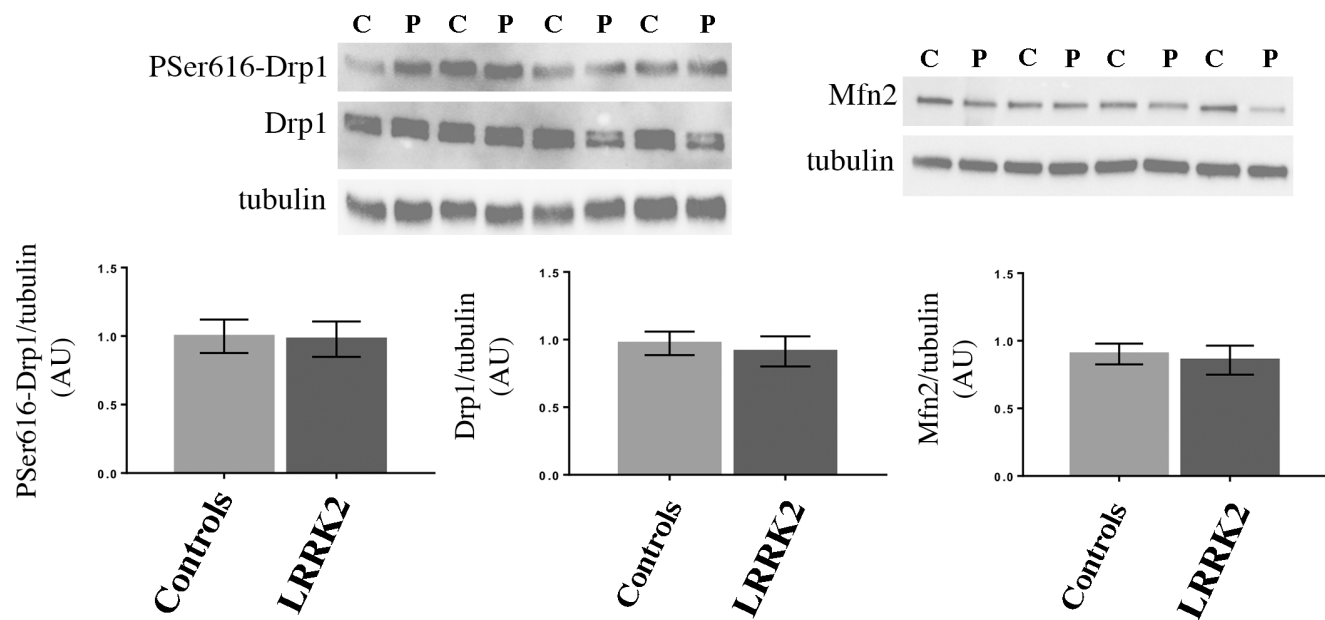 C P C P C P C P
PSer616-Drp1
Drp1
tubulin
C P C P C P C P
Mfn2
tubulin
PSer616-Drp1/tubulin
(AU)
1.5
1.0
0.5
0.0
Controls
LRRK2
Drp1/tubulin
(AU)
1.5
1.0
0.5
0.0
Controls
LRRK2
Mfn2/tubulin
(AU)
1.5
1.0
0.5
0.0
Controls
LRRK2